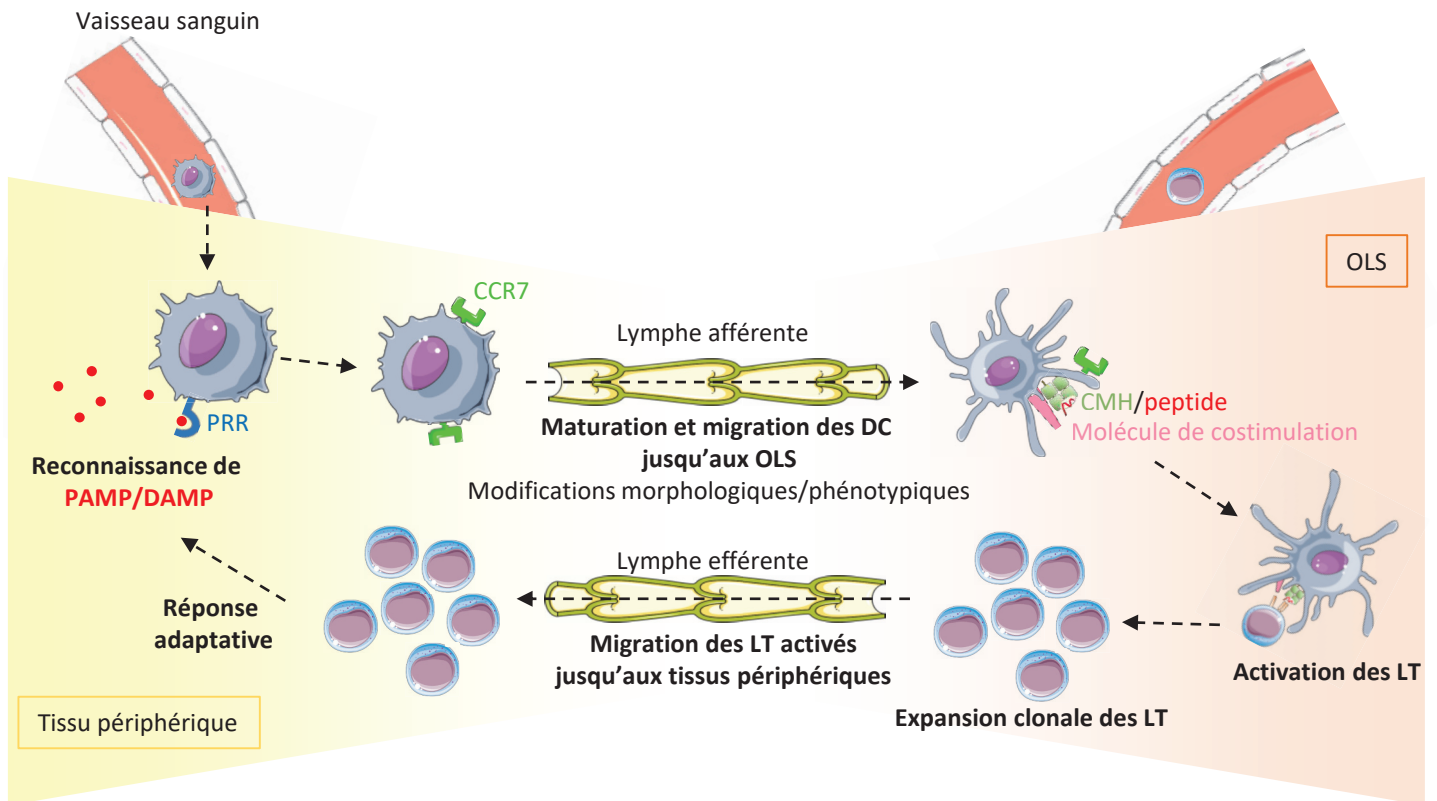 Vaisseau sanguin
OLS
CCR7
PRR
Reconnaissance de
PAMP/DAMP
Lymphe afférente
Maturation et migration des DC
jusqu'aux OLS
Modifications morphologiques/phénotypiques
CMH/peptide
Molécule de costimulation
Activation des LT
Expansion clonale des LT
Lymphe efférente
Migration des LT activés
jusqu'aux tissus périphériques
Réponse
adaptative
Tissu périphérique